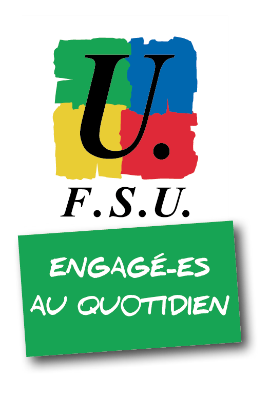 U.
F.S.U.
ENGAGÉ-ES
AU QUOTIDIEN